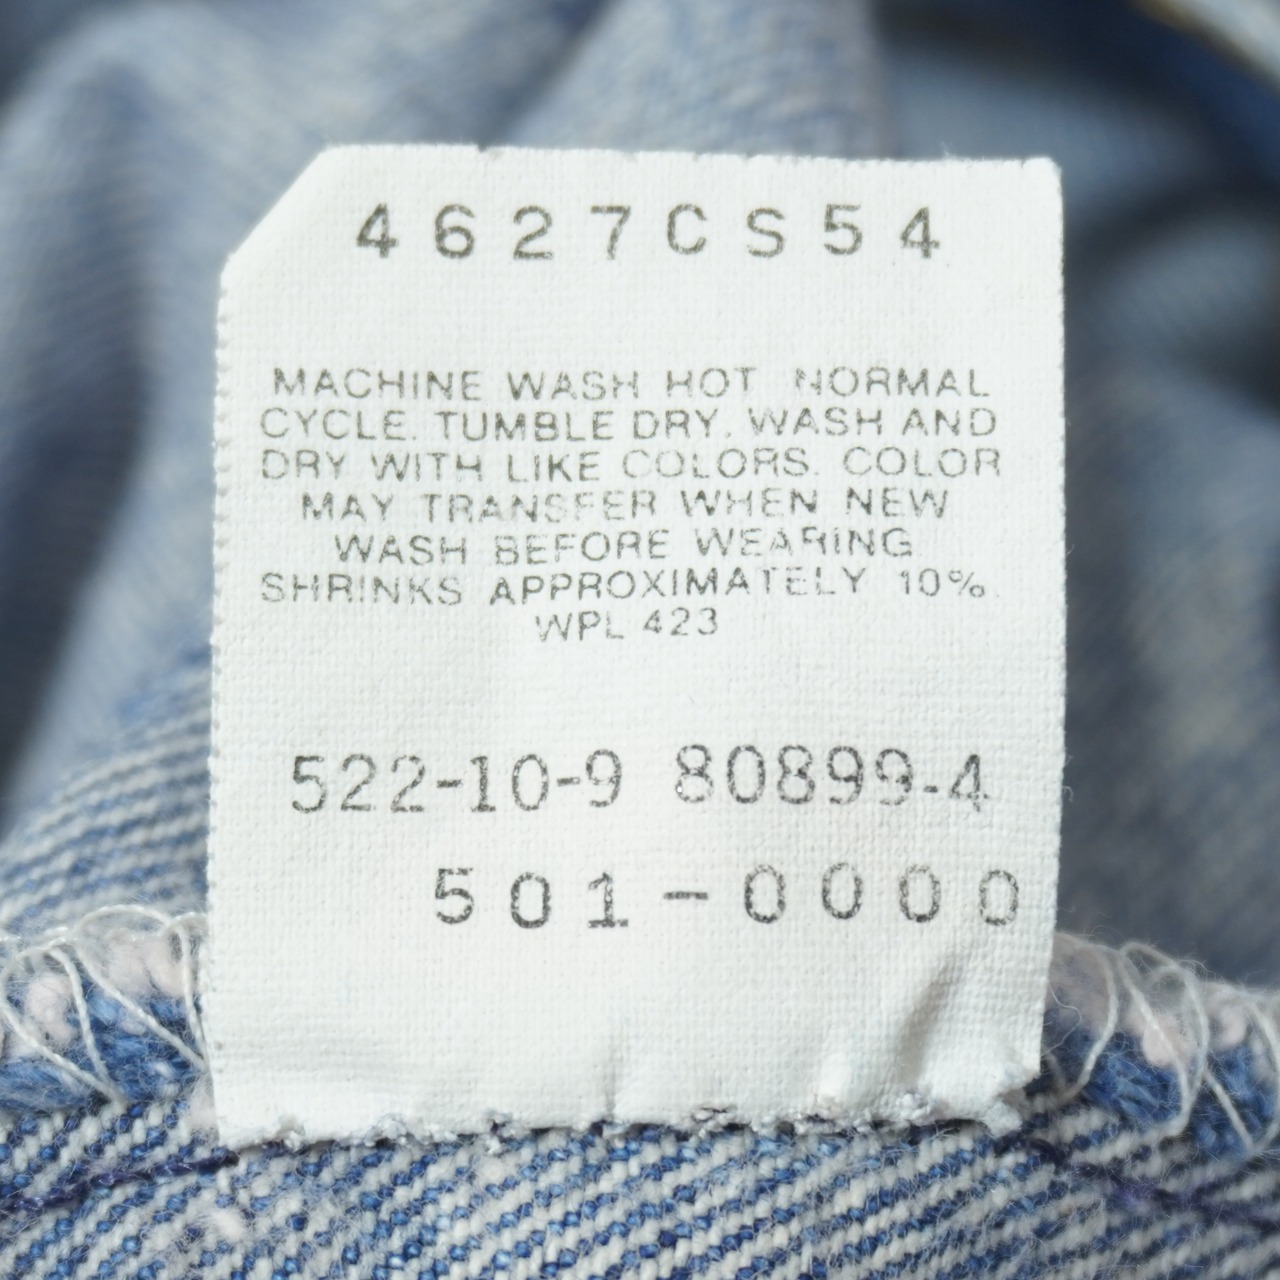 4627CS54
MACHINE WASH HOT NORMAL
CYCLE. TUMBLE DRY. WASH AND
DRY WITH LIKE COLORS. COLOR
MAY TRANSFER WHEN NEW
WASH BEFORE WEARING
SHRINKS APPROXIMATELY 10%.
WPL 423
522-10-9 80899-4
501-0000